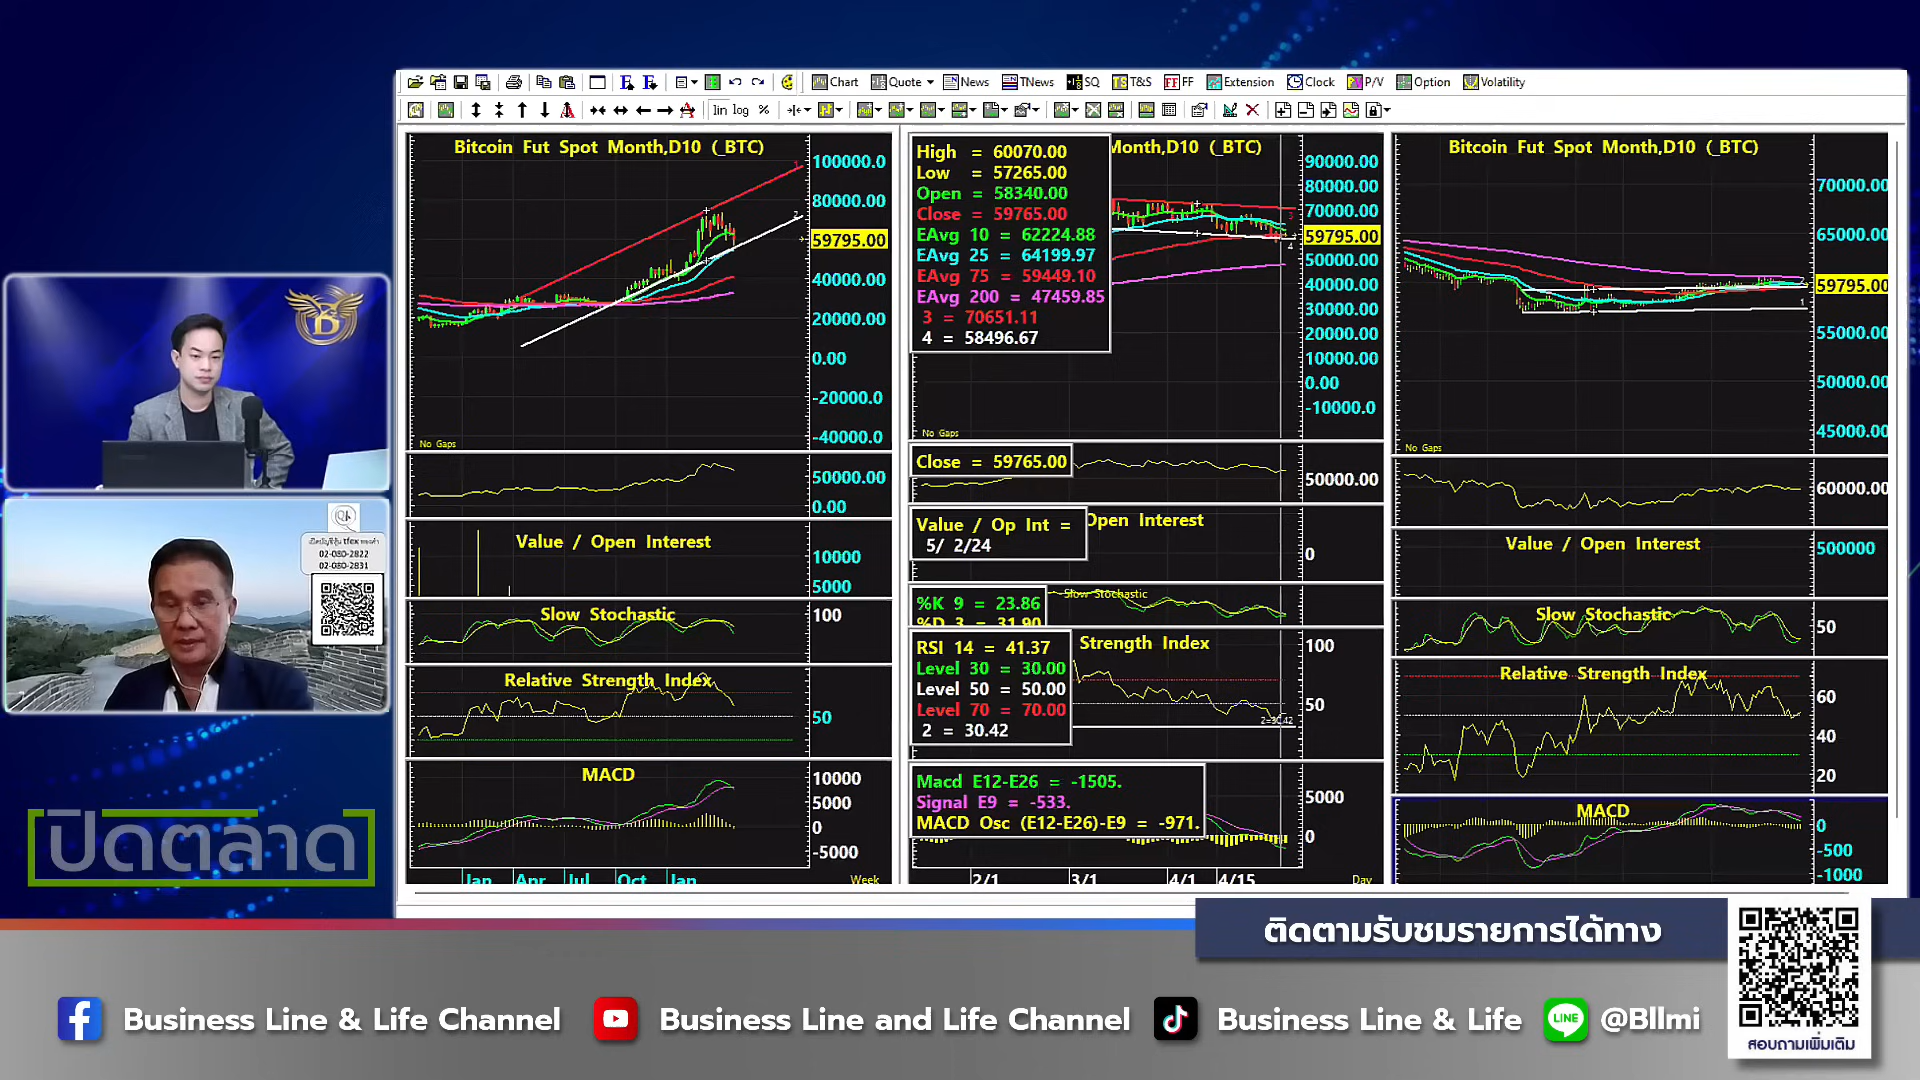 Chart Quote News TNews SQ T&S FF Extension Clock P/V Option Volatility
lin log %
Bitcoin Fut Spot Month,D10 (_BTC)
100000.0
80000.00
59795.00
40000.00
20000.00
0.00
-20000.0
-40000.0
No Gaps
50000.00
0.00
Value / Open Interest
10000
5000
Slow Stochastic
100
Relative Strength Index
50
MACD
10000
5000
0
-5000
Jan Apr Jul Oct Jan Week
Month,D10 (_BTC)
High = 60070.00
Low = 57265.00
Open = 58340.00
Close = 59765.00
EAvg 10 = 62224.88
EAvg 25 = 64199.97
EAvg 75 = 59449.10
EAvg 200 = 47459.85
3 = 70651.11
4 = 58496.67
90000.00
80000.00
70000.00
59795.00
50000.00
40000.00
30000.00
20000.00
10000.00
0.00
-10000.0
3
4
No Gaps
Close = 59765.00
50000.00
Value / Op Int =
5/ 2/24
Open Interest
0
%K 9 = 23.86
%D 3 = 31.90
Slow Stochastic
RSI 14 = 41.37
Level 30 = 30.00
Level 50 = 50.00
Level 70 = 70.00
2 = 30.42
Strength Index
100
50
2=30.42
Macd E12-E26 = -1505.
Signal E9 = -533.
MACD Osc (E12-E26)-E9 = -971.
5000
0
2/1 3/1 4/1 4/15 Day
Bitcoin Fut Spot Month,D10 (_BTC)
70000.00
65000.00
59795.00
55000.00
50000.00
45000.00
No Gaps
60000.00
Value / Open Interest
500000
Slow Stochastic
50
Relative Strength Index
60
40
20
MACD
0
-500
-1000
02-080-2822
02-080-2831
ปิดตลาด
ติดตามรับชมรายการได้ทาง
Business Line & Life Channel
Business Line and Life Channel
Business Line & Life
LINE
@Bllmi
สอบถามเพิ่มเติม